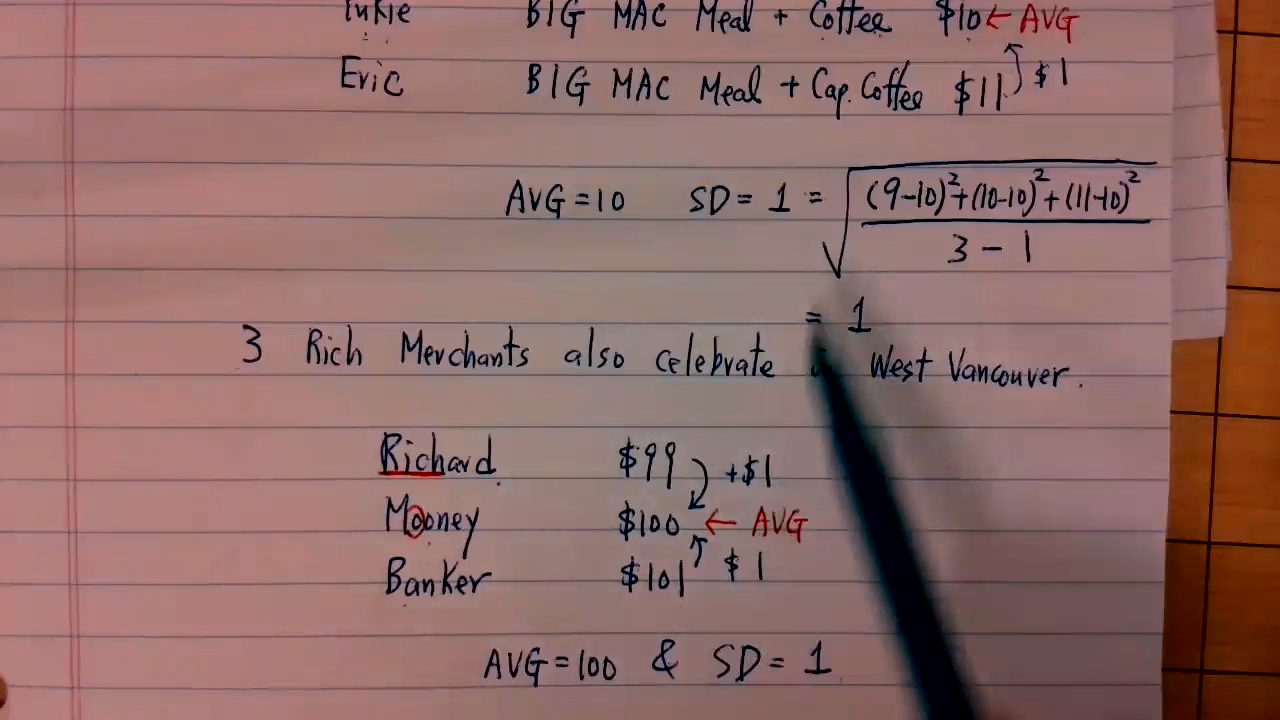 Inkie BIG MAC Meal + Coffee $10 ← AVG
Eric BIG MAC Meal + Cap. Coffee $11 $1
AVG = 10 SD = 1 = √((9-10)²+(10-10)²+(11-10)²)/(3 - 1)
= 1
3 Rich Merchants also celebrate West Vancouver.
Richard $99 +$1
Mooney $100 ← AVG
Banker $101 $1
AVG = 100 & SD = 1